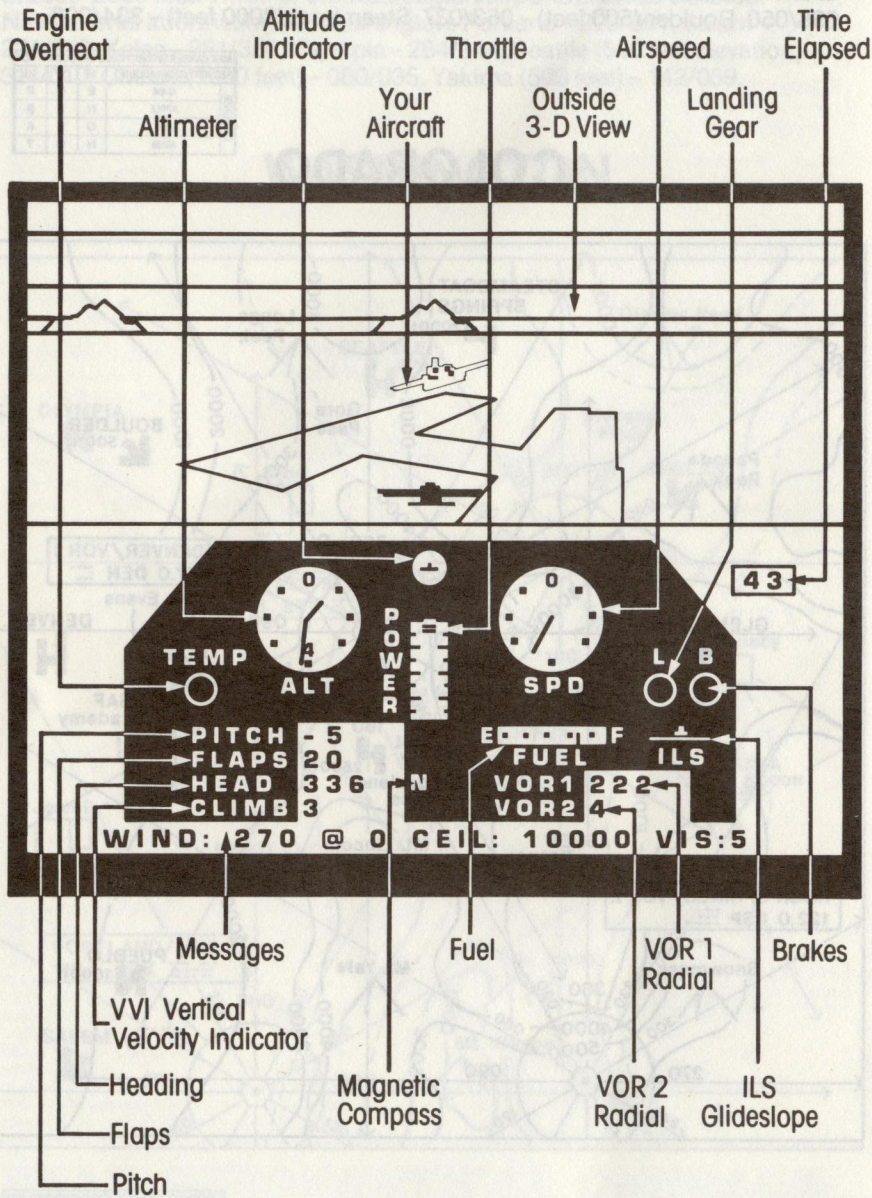 Engine
Overheat
Attitude
Indicator
Throttle
Airspeed
Time
Elapsed
Altimeter
Your
Aircraft
Outside
3-D View
Landing
Gear
43
0
4
ALT
POWER
0
SPD
TEMP
L B
PITCH -5
FLAPS 20
HEAD 336
CLIMB 3
N
E F
FUEL
ILS
VOR1 222
VOR2 4
WIND: 270 @ 0 CEIL: 10000 VIS:5
Messages
Fuel
VOR 1
Radial
Brakes
VVI Vertical
Velocity Indicator
Heading
Magnetic
Compass
VOR 2
Radial
ILS
Glideslope
Flaps
Pitch